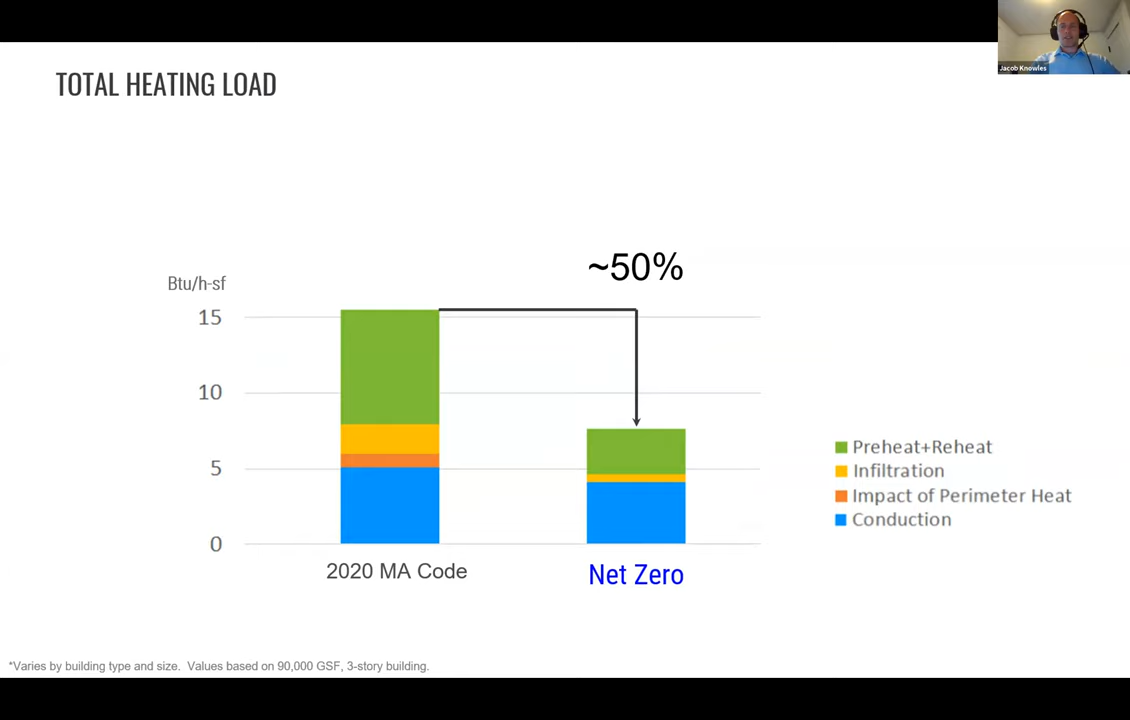 Jacob Knowles
TOTAL HEATING LOAD
~50%
Btu/h-sf
15
10
5
0
2020 MA Code
Net Zero
Preheat+Reheat
Infiltration
Impact of Perimeter Heat
Conduction
*Varies by building type and size. Values based on 90,000 GSF, 3-story building.